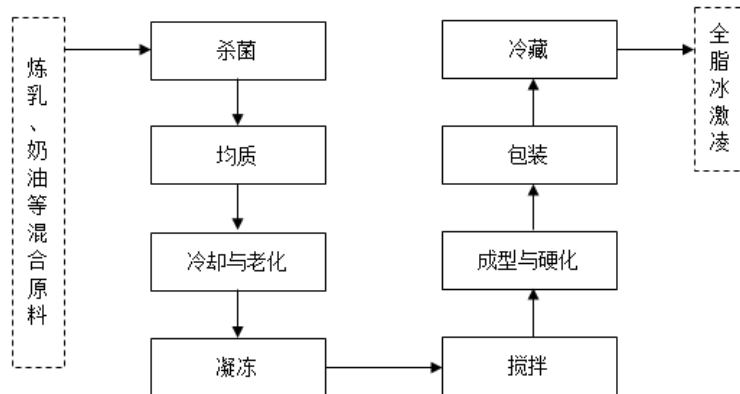 炼乳、奶油等混合原料
杀菌
均质
冷却与老化
凝冻
搅拌
成型与硬化
包装
冷藏
全脂冰激凌